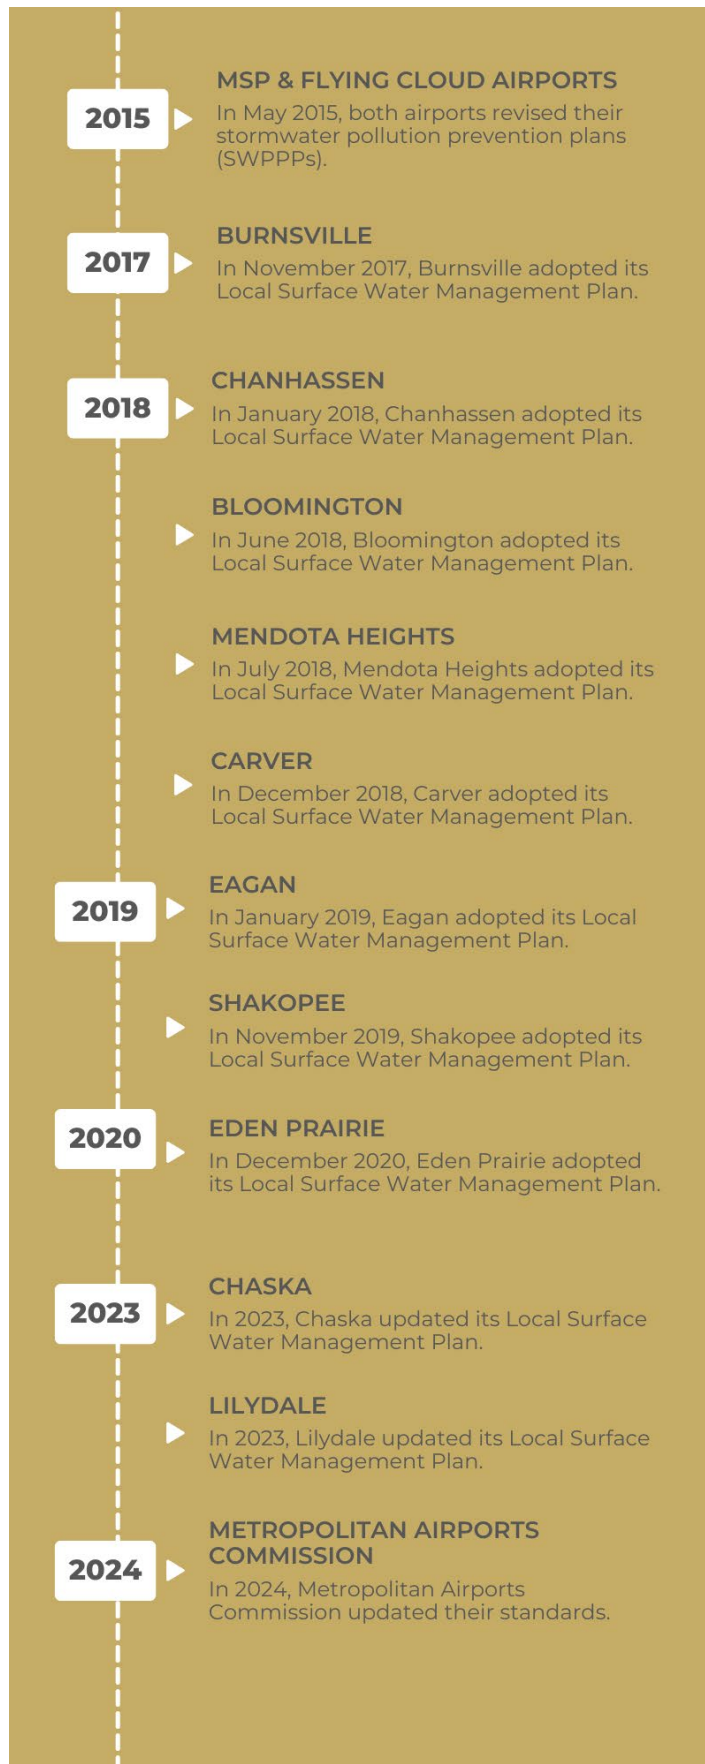 MSP & FLYING CLOUD AIRPORTS
2015
In May 2015, both airports revised their
stormwater pollution prevention plans
(SWPPPs).
BURNSVILLE
2017
In November 2017, Burnsville adopted its
Local Surface Water Management Plan.
CHANHASSEN
2018
In January 2018, Chanhassen adopted its
Local Surface Water Management Plan.
BLOOMINGTON
In June 2018, Bloomington adopted its
Local Surface Water Management Plan.
MENDOTA HEIGHTS
In July 2018, Mendota Heights adopted its
Local Surface Water Management Plan.
CARVER
In December 2018, Carver adopted its
Local Surface Water Management Plan.
EAGAN
2019
In January 2019, Eagan adopted its Local
Surface Water Management Plan.
SHAKOPEE
In November 2019, Shakopee adopted its
Local Surface Water Management Plan.
EDEN PRAIRIE
2020
In December 2020, Eden Prairie adopted
its Local Surface Water Management Plan.
CHASKA
2023
In 2023, Chaska updated its Local Surface
Water Management Plan.
LILYDALE
In 2023, Lilydale updated its Local Surface
Water Management Plan.
METROPOLITAN AIRPORTS
COMMISSION
2024
In 2024, Metropolitan Airports
Commission updated their standards.